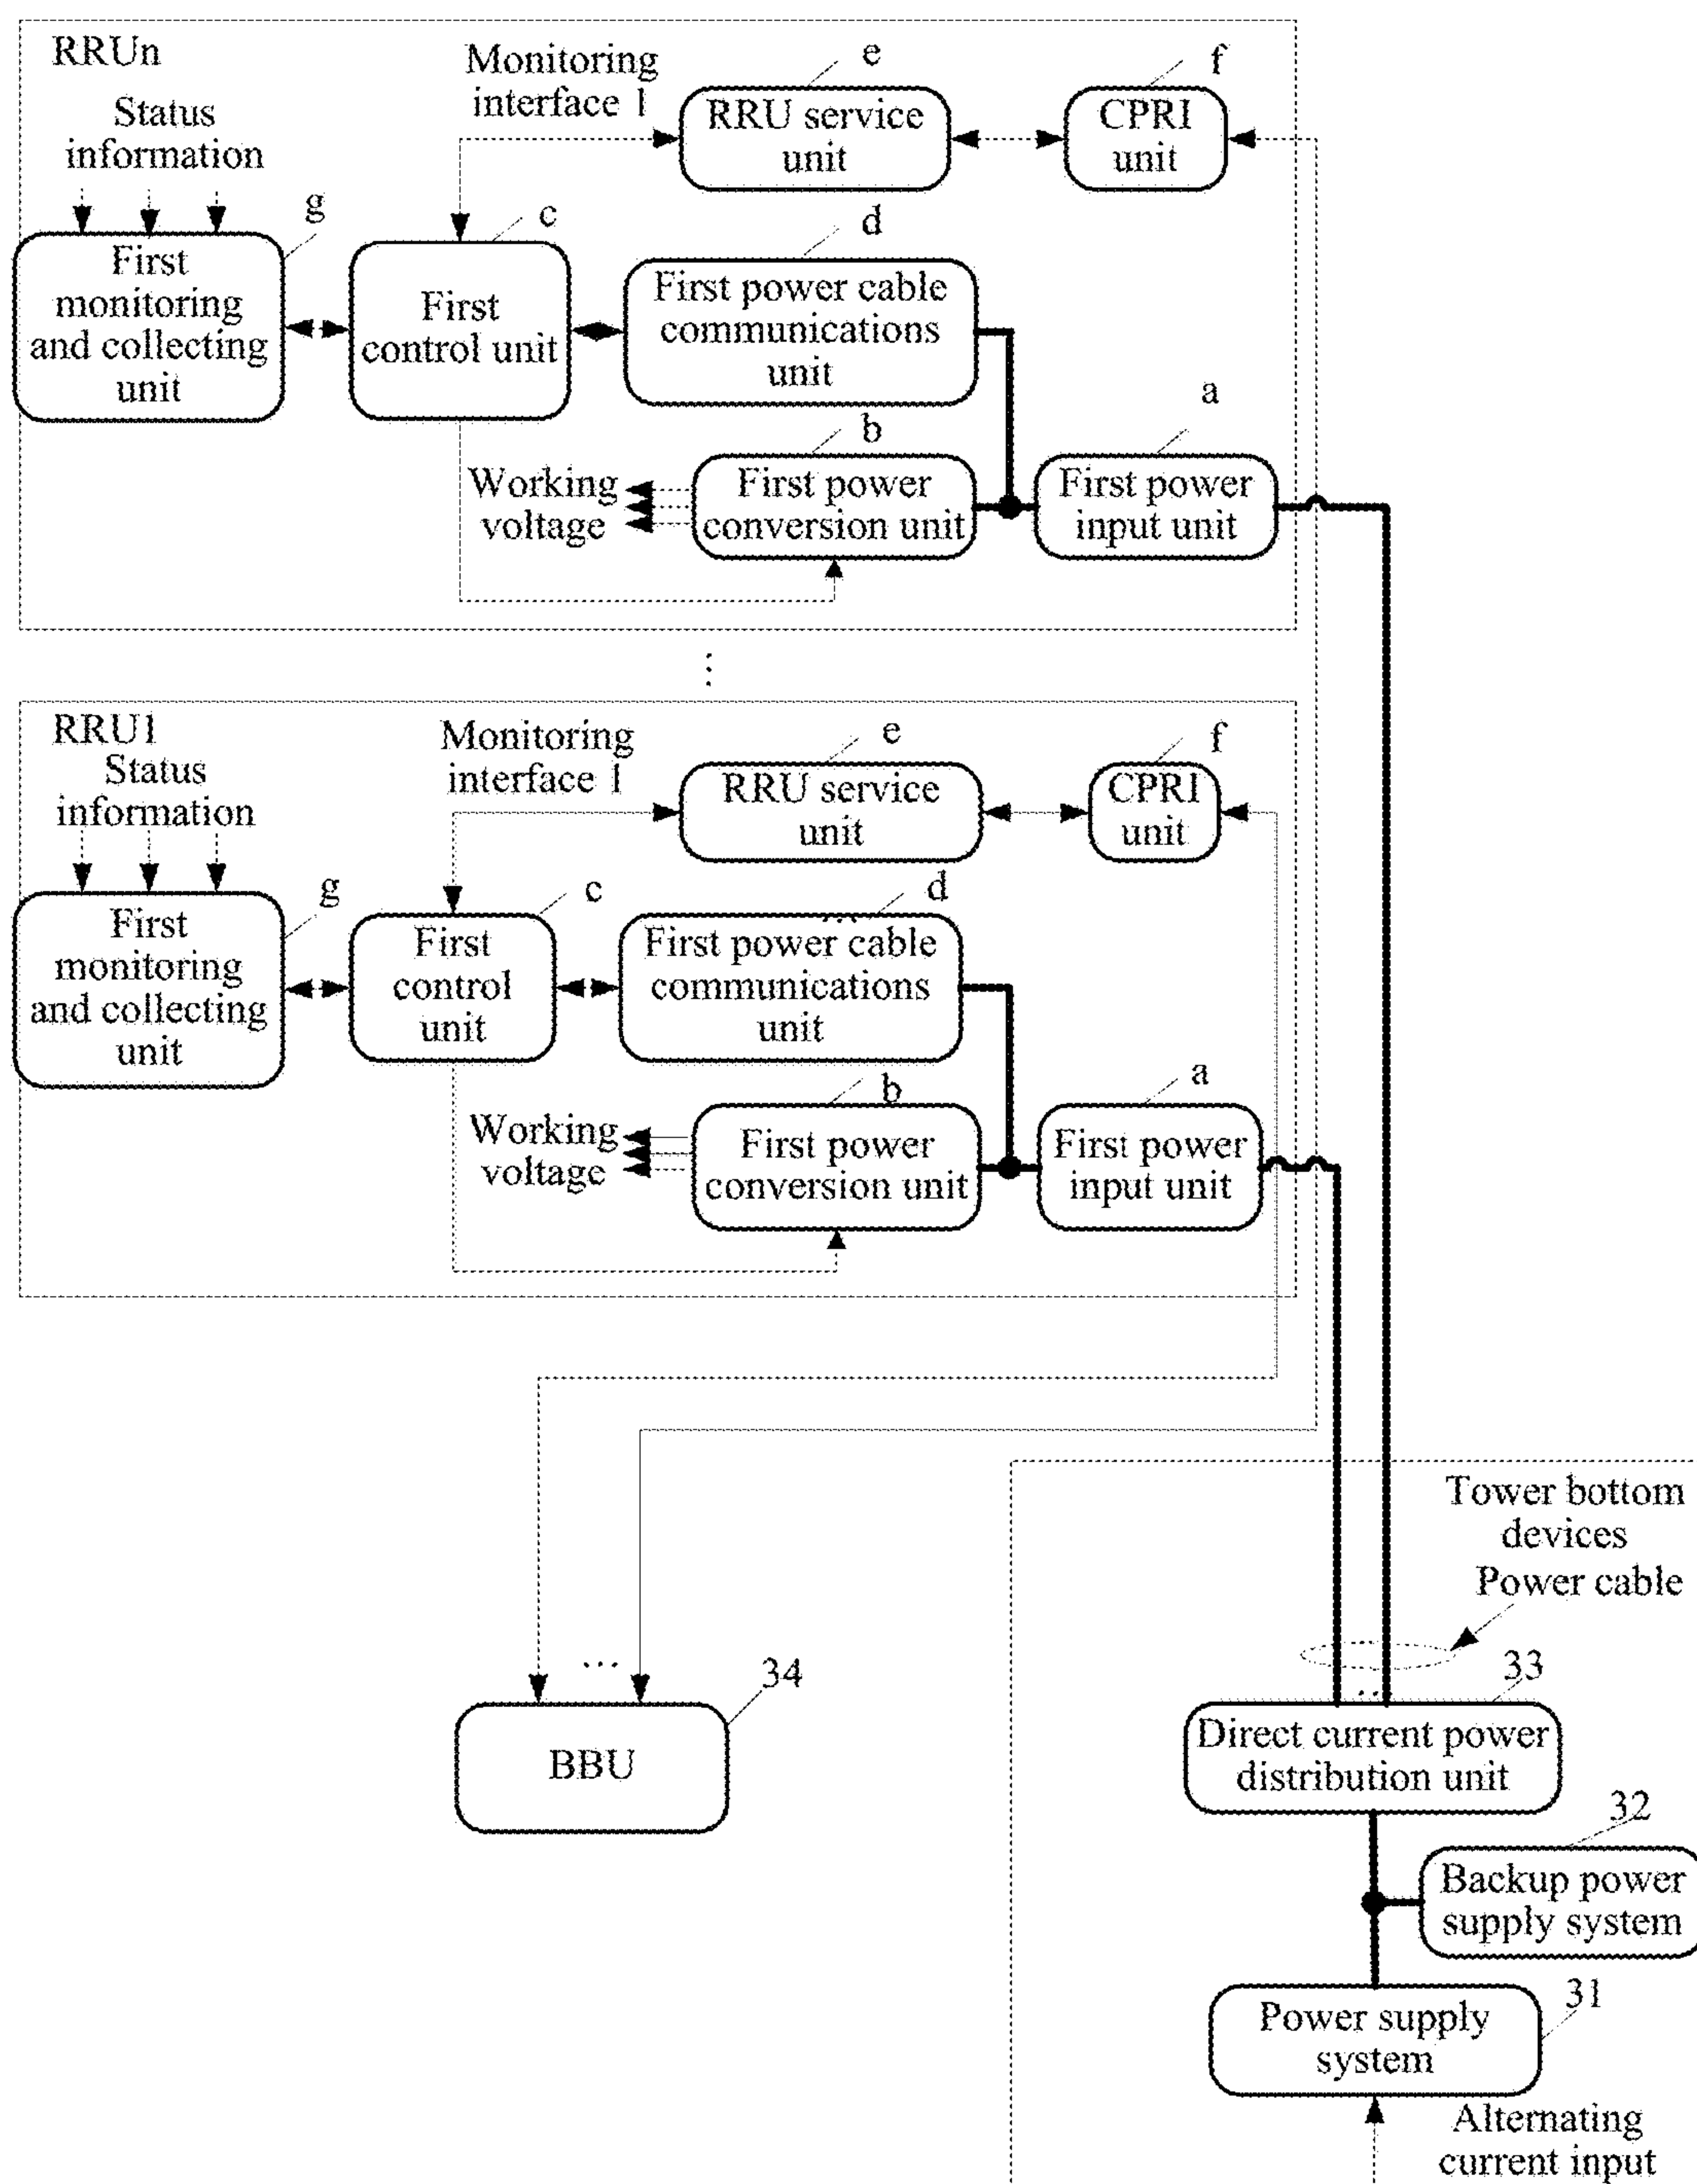 RRUn
Monitoring
interface 1
e
f
RRU service
unit
CPRI
unit
Status
information
g
c
d
First
monitoring
and collecting
unit
First
control unit
First power cable
communications
unit
b
a
Working
voltage
First power
conversion unit
First power
input unit
...
RRU1
Monitoring
interface 1
e
f
RRU service
unit
CPRI
unit
Status
information
g
c
d
First
monitoring
and collecting
unit
First
control
unit
First power cable
communications
unit
b
a
Working
voltage
First power
conversion unit
First power
input unit
Tower bottom
devices
Power cable
...
34
BBU
33
...
Direct current power
distribution unit
32
Backup power
supply system
31
Power supply
system
Alternating
current input